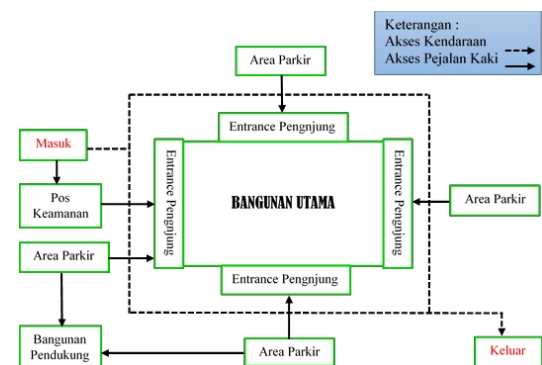 Keterangan :
Akses Kendaraan
Akses Pejalan Kaki
Area Parkir
Entrance Pengnjung
Masuk
Pos
Keamanan
Entrance Pengnjung
BANGUNAN UTAMA
Entrance Pengnjung
Area Parkir
Area Parkir
Entrance Pengnjung
Bangunan
Pendukung
Area Parkir
Keluar